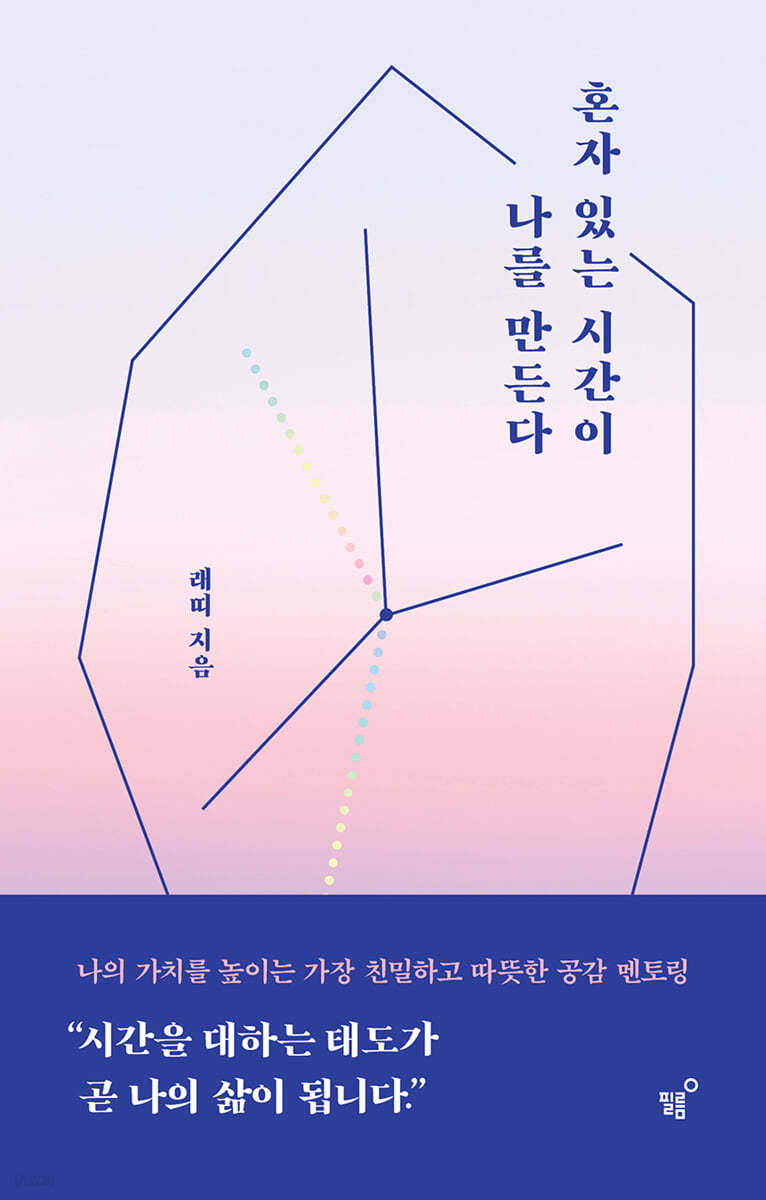 혼자 있는 시간이
나를 만든다
래띠 지음
나의 가치를 높이는 가장 친밀하고 따뜻한 공감 멘토링
“시간을 대하는 태도가
곧 나의 삶이 됩니다.”
필름